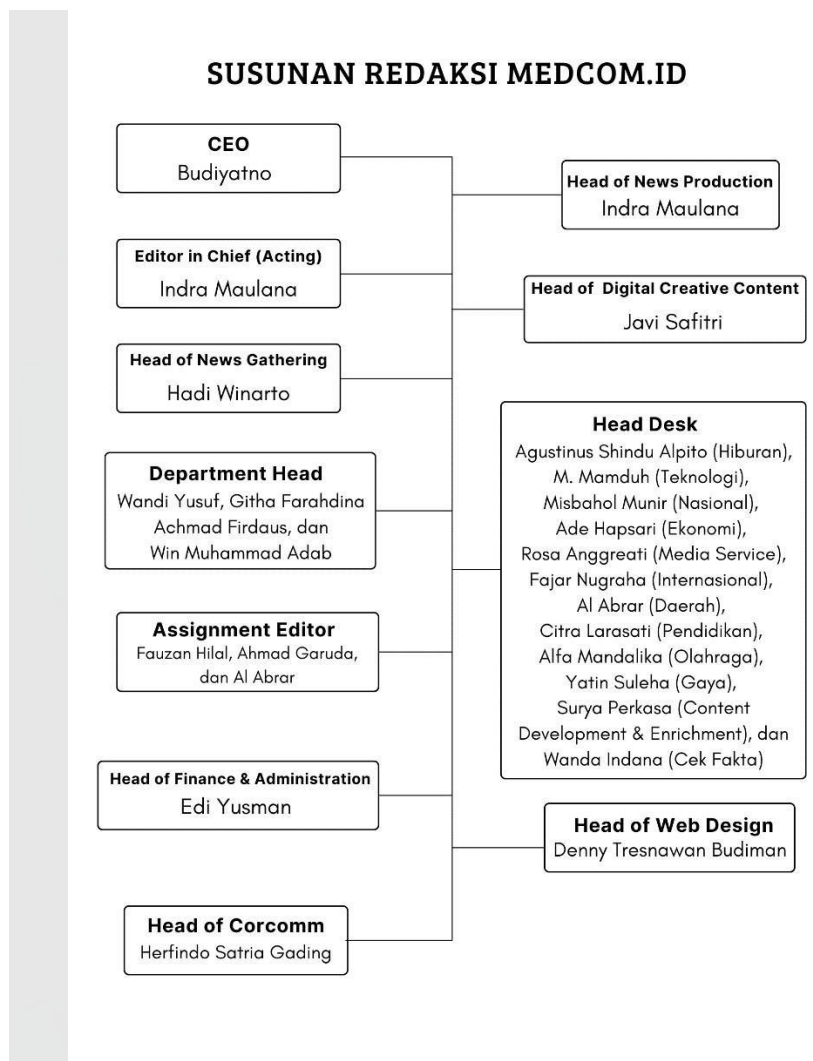 SUSUNAN REDAKSI MEDCOM.ID
CEO
Budiyatno
Head of News Production
Indra Maulana
Editor in Chief (Acting)
Indra Maulana
Head of  Digital Creative Content
Javi Safitri
Head of News Gathering
Hadi Winarto
Department Head
Wandi Yusuf, Githa Farahdina
Achmad Firdaus, dan
Win Muhammad Adab
Head Desk
Agustinus Shindu Alpito (Hiburan),
M. Mamduh (Teknologi),
Misbahol Munir (Nasional),
Ade Hapsari (Ekonomi),
Rosa Anggreati (Media Service),
Fajar Nugraha (Internasional),
Al Abrar (Daerah),
Citra Larasati (Pendidikan),
Alfa Mandalika (Olahraga),
Yatin Suleha (Gaya),
Surya Perkasa (Content
Development & Enrichment), dan
Wanda Indana (Cek Fakta)
Assignment Editor
Fauzan Hilal, Ahmad Garuda,
dan Al Abrar
Head of Finance & Administration
Edi Yusman
Head of Web Design
Denny Tresnawan Budiman
Head of Corcomm
Herfindo Satria Gading